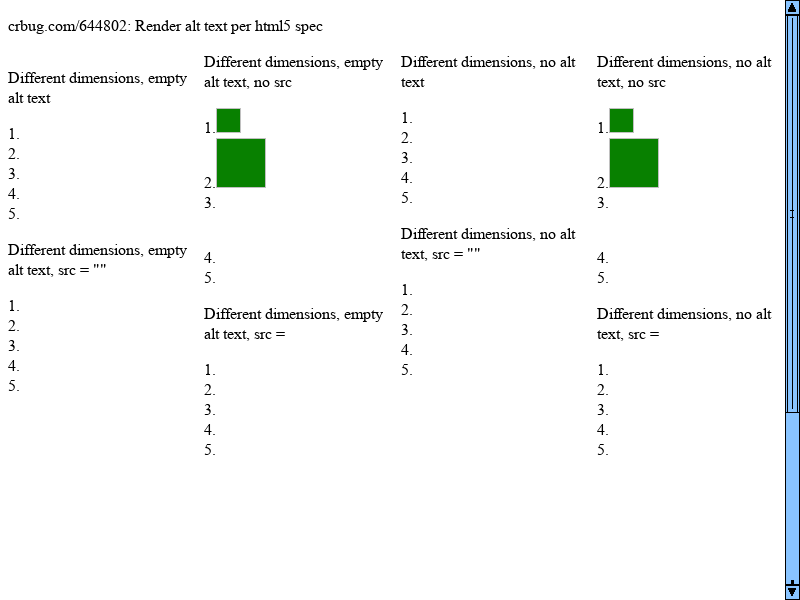 crbug.com/644802: Render alt text per html5 spec
Different dimensions, empty
alt text
1.
2.
3.
4.
5.
Different dimensions, empty
alt text, src = ""
1.
2.
3.
4.
5.
Different dimensions, empty
alt text, no src
1.
2.
3.
4.
5.
Different dimensions, empty
alt text, src =
1.
2.
3.
4.
5.
Different dimensions, no alt
text
1.
2.
3.
4.
5.
Different dimensions, no alt
text, src = ""
1.
2.
3.
4.
5.
Different dimensions, no alt
text, no src
1.
2.
3.
4.
5.
Different dimensions, no alt
text, src =
1.
2.
3.
4.
5.